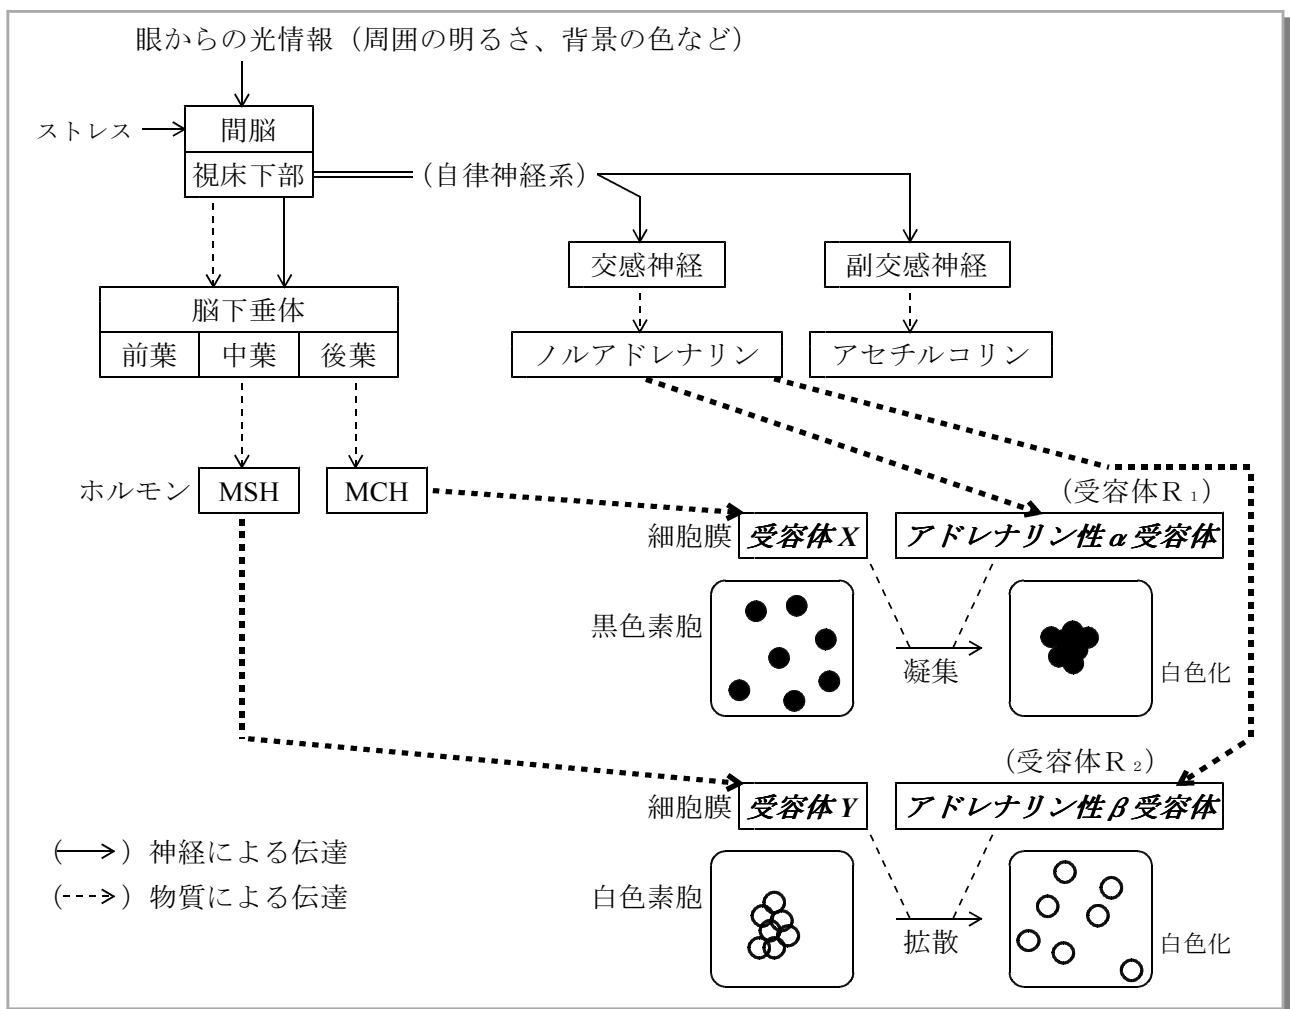 眼からの光情報（周囲の明るさ、背景の色など）
ストレス
間脳
視床下部
（自律神経系）
交感神経
副交感神経
脳下垂体
前葉
中葉
後葉
ノルアドレナリン
アセチルコリン
ホルモン
MSH
MCH
（受容体Ｒ₁）
細胞膜
受容体X
アドレナリン性α受容体
黒色素胞
凝集
白色化
（受容体Ｒ₂）
細胞膜
受容体Y
アドレナリン性β受容体
（→）神経による伝達
（---->）物質による伝達
白色素胞
拡散
白色化